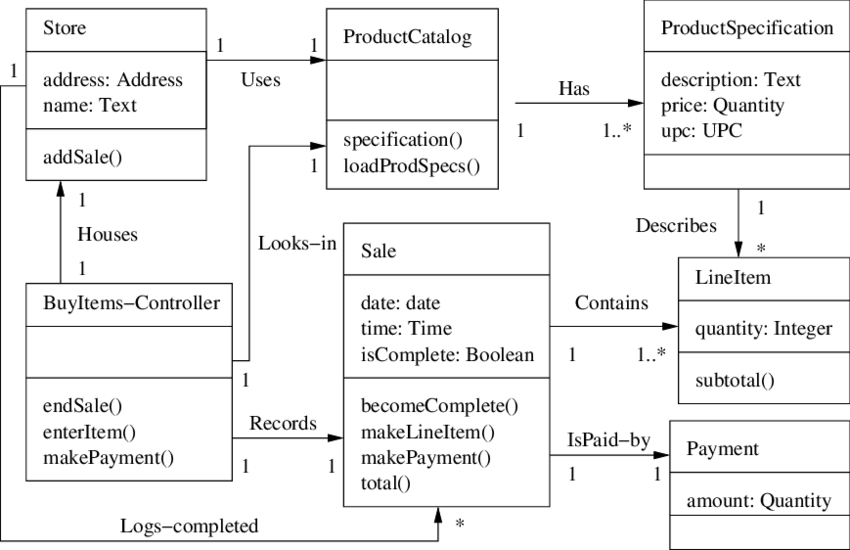 Store
address: Address
name: Text
addSale()
1
1
1
Uses
ProductCatalog
specification()
loadProdSpecs()
Has
1
1..*
ProductSpecification
description: Text
price: Quantity
upc: UPC
1
Describes
*
1
Houses
1
Looks-in
1
1
BuyItems-Controller
endSale()
enterItem()
makePayment()
Records
1
1
Sale
date: date
time: Time
isComplete: Boolean
becomeComplete()
makeLineItem()
makePayment()
total()
Contains
1
1..*
LineItem
quantity: Integer
subtotal()
IsPaid-by
1
1
Payment
amount: Quantity
Logs-completed
*